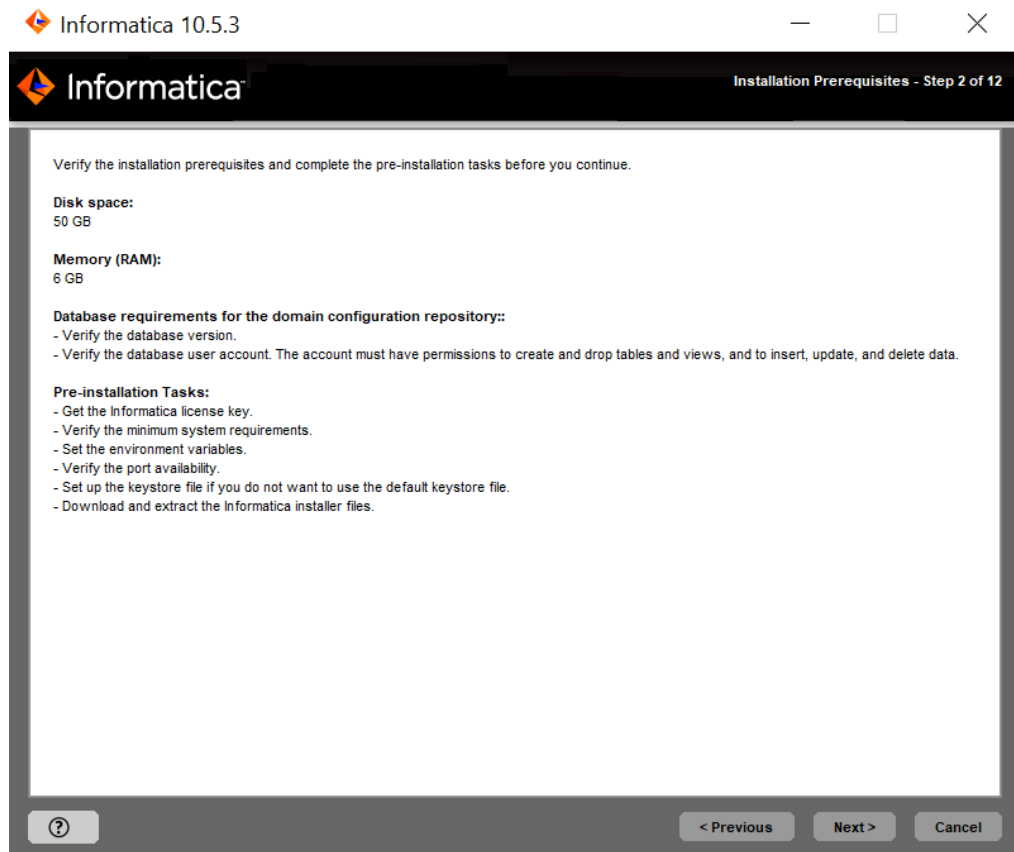 Informatica 10.5.3
Informatica™
Installation Prerequisites - Step 2 of 12
Verify the installation prerequisites and complete the pre-installation tasks before you continue.
Disk space:
50 GB
Memory (RAM):
6 GB
Database requirements for the domain configuration repository::
- Verify the database version.
- Verify the database user account. The account must have permissions to create and drop tables and views, and to insert, update, and delete data.
Pre-installation Tasks:
- Get the Informatica license key.
- Verify the minimum system requirements.
- Set the environment variables.
- Verify the port availability.
- Set up the keystore file if you do not want to use the default keystore file.
- Download and extract the Informatica installer files.
?
< Previous
Next >
Cancel